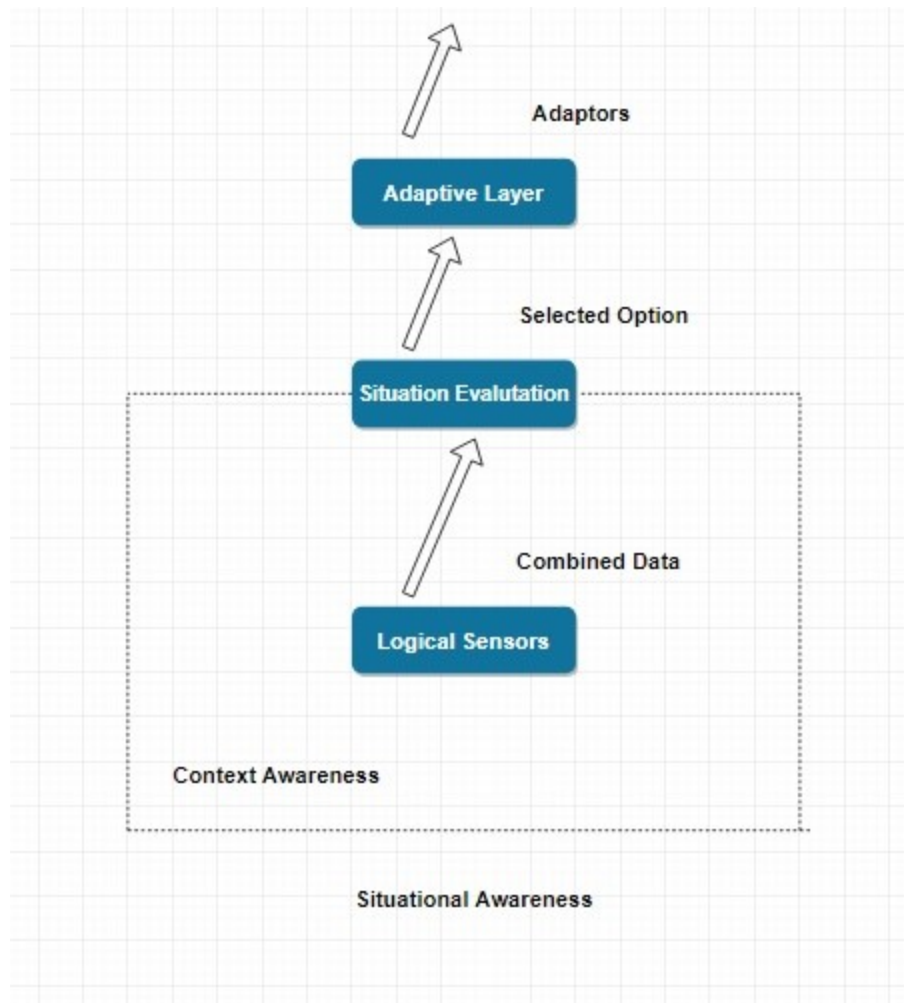 Adaptors
Adaptive Layer
Selected Option
Situation Evalutation
Combined Data
Logical Sensors
Context Awareness
Situational Awareness